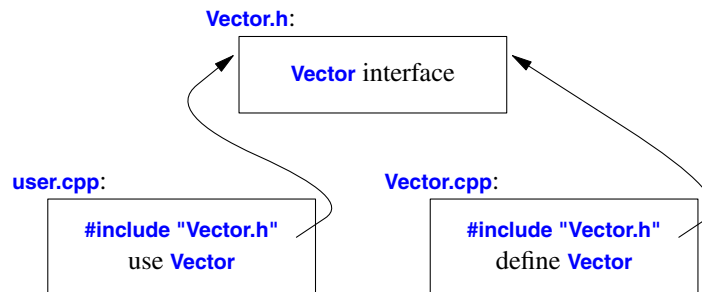 Vector.h:
Vector interface
user.cpp:
Vector.cpp:
#include "Vector.h"
use Vector
#include "Vector.h"
define Vector